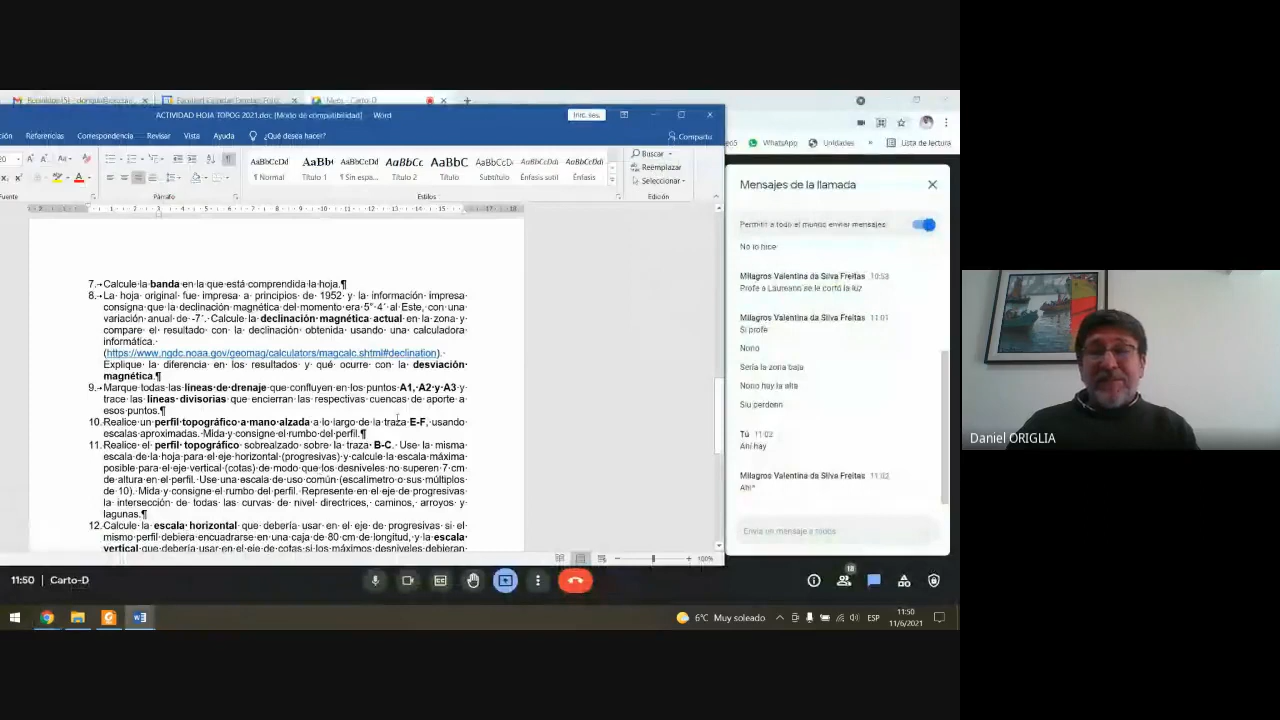 Meet - Carto-D
ACTIVIDAD HOJA TOPOG 2021.doc [Modo de compatibilidad] - Word
Inic. ses.
Referencias Correspondencia Revisar Vista Ayuda ¿Qué desea hacer?
AaBbCcDd AaBbC AaBbCcDd AaBbCc AaBbC AaBbCcD AaBbCcDd AaBbCcDd
¶ Normal Título 1 ¶ Sin espa... Título 2 Título Subtítulo Énfasis sutil Énfasis
Buscar
Reemplazar
Seleccionar
Párrafo
Estilos
Edición
WhatsApp
Unidades
Lista de lectura
7. Calcule la banda en la que está comprendida la hoja.¶
8. La hoja original fue impresa a principios de 1952 y la información impresa
consigna que la declinación magnética del momento era 5° 4´ al Este, con una
variación anual de -7´. Calcule la declinación magnética actual en la zona y
compare el resultado con la declinación obtenida usando una calculadora
informática.
(https://www.ngdc.noaa.gov/geomag/calculators/magcalc.shtml#declination).
Explique la diferencia en los resultados y qué ocurre con la desviación
magnética.¶
9. Marque todas las líneas de drenaje que confluyen en los puntos A1, A2 y A3 y
trace las líneas divisorias que encierran las respectivas cuencas de aporte a
esos puntos.¶
10. Realice un perfil topográfico a mano alzada a lo largo de la traza E-F, usando
escalas aproximadas. Mida y consigne el rumbo del perfil.¶
11. Realice el perfil topográfico sobrealzado sobre la traza B-C. Use la misma
escala de la hoja para el eje horizontal (progresivas) y calcule la escala máxima
posible para el eje vertical (cotas) de modo que los desniveles no superen 7 cm
de altura en el perfil. Use una escala de uso común (escalímetro o sus múltiplos
de 10). Mida y consigne el rumbo del perfil. Represente en el eje de progresivas
la intersección de todas las curvas de nivel directrices, caminos, arroyos y
lagunas.¶
12. Calcule la escala horizontal que debería usar en el eje de progresivas si el
mismo perfil debiera encuadrarse en una caja de 80 cm de longitud, y la escala
vertical que debería usar en el eje de cotas si los máximos desniveles debieran
100%
Mensajes de la llamada
Permitir a todo el mundo enviar mensajes
No lo hice
Milagros Valentina da Silva Freitas 10:53
Profe a Laureano se le cortó la luz
Milagros Valentina da Silva Freitas 11:01
Si profe
Nono
Sería la zona baja
Nono hay la alta
Siu perdonn
Tú 11:02
Ani hay
Milagros Valentina da Silva Freitas 11:02
Ahi*
Envía un mensaje a todos
11:50 | Carto-D
18
6°C Muy soleado
ESP
11:50
11/6/2021
Daniel ORIGLIA